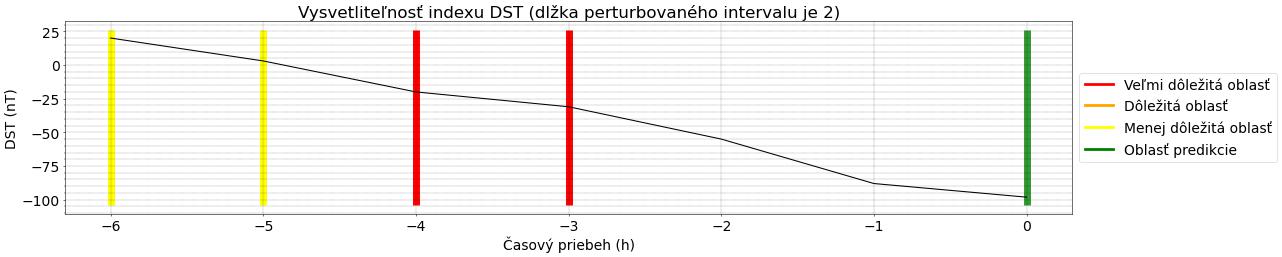 Vysvetliteľnosť indexu DST (dlžka perturbovaného intervalu je 2)
25
0
−25
−50
−75
−100
DST (nT)
−6 −5 −4 −3 −2 −1 0
Časový priebeh (h)
Veľmi dôležitá oblasť
Dôležitá oblasť
Menej dôležitá oblasť
Oblasť predikcie